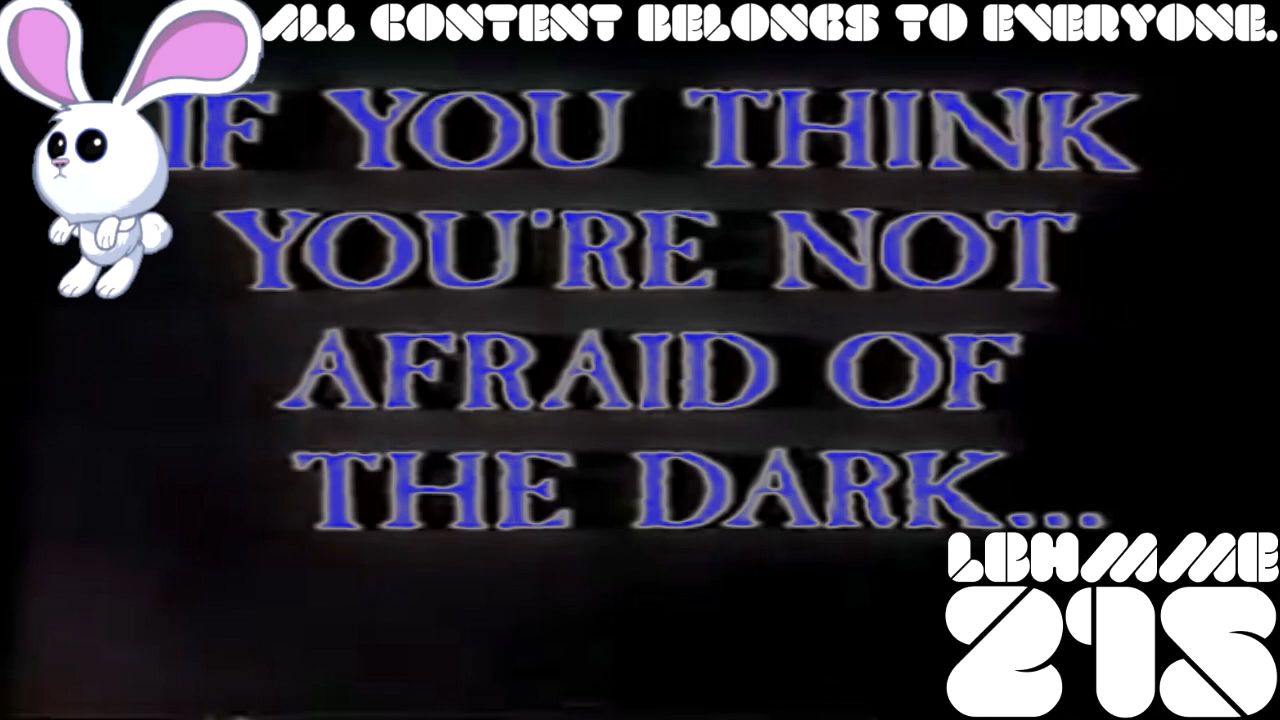 ALL CONTENT BELONGS TO EVERYONE.
IF YOU THINK
YOU'RE NOT
AFRAID OF
THE DARK...
LBHMME
215